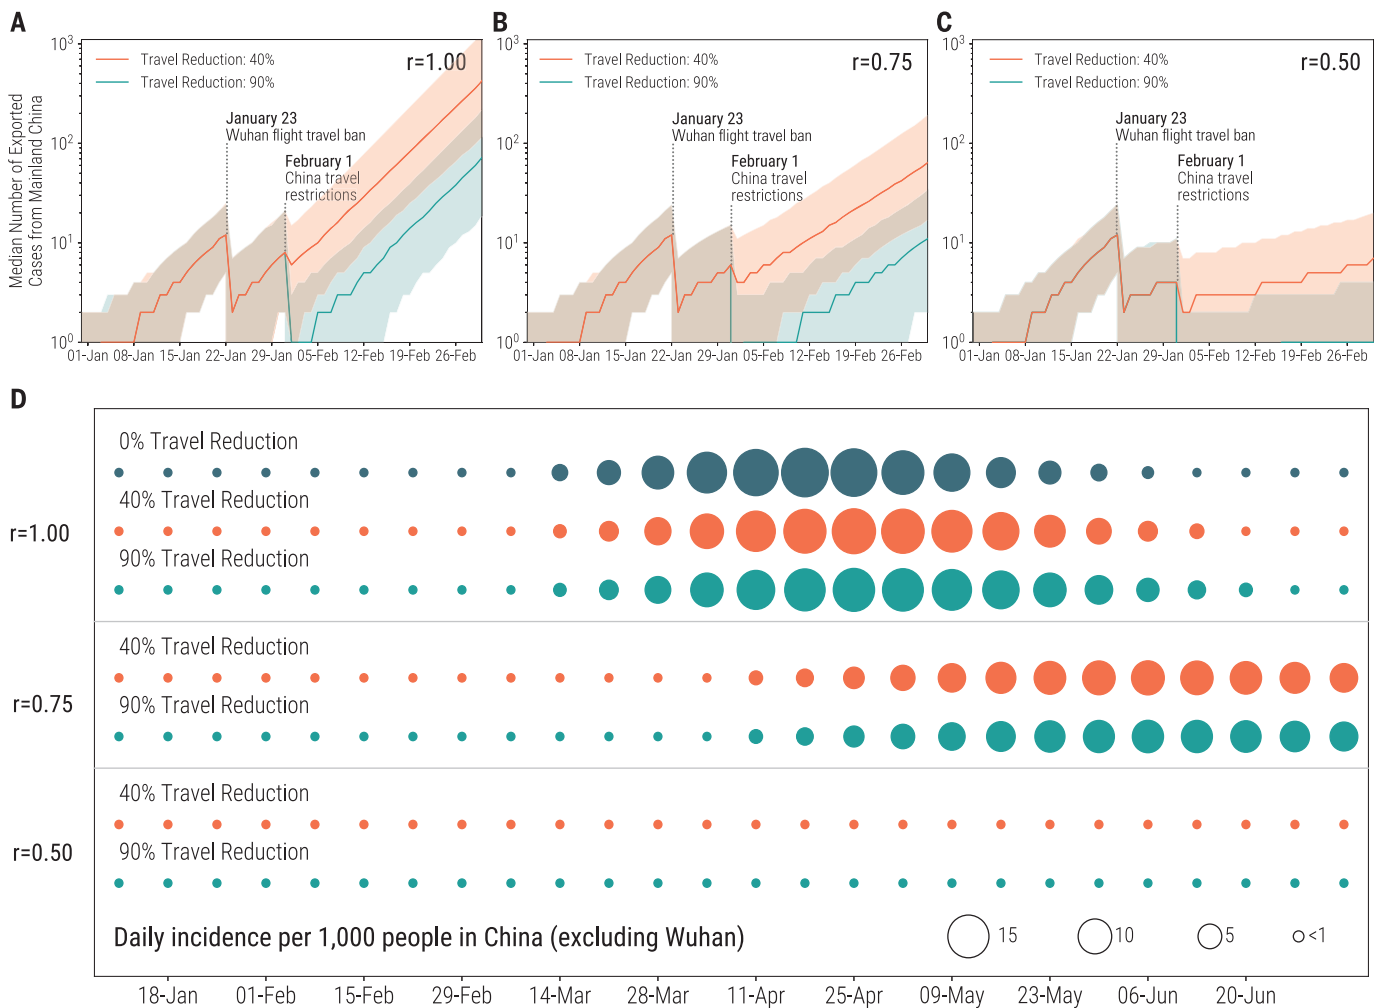 A
B
C
Median Number of Exported
Cases from Mainland China
10³
10²
10¹
10⁰
Travel Reduction: 40%
Travel Reduction: 90%
r=1.00
January 23
Wuhan flight travel ban
February 1
China travel
restrictions
01-Jan 08-Jan 15-Jan 22-Jan 29-Jan 05-Feb 12-Feb 19-Feb 26-Feb
10³
10²
10¹
10⁰
Travel Reduction: 40%
Travel Reduction: 90%
r=0.75
January 23
Wuhan flight travel ban
February 1
China travel
restrictions
01-Jan 08-Jan 15-Jan 22-Jan 29-Jan 05-Feb 12-Feb 19-Feb 26-Feb
10³
10²
10¹
10⁰
Travel Reduction: 40%
Travel Reduction: 90%
r=0.50
January 23
Wuhan flight travel ban
February 1
China travel
restrictions
01-Jan 08-Jan 15-Jan 22-Jan 29-Jan 05-Feb 12-Feb 19-Feb 26-Feb
D
0% Travel Reduction
40% Travel Reduction
r=1.00
90% Travel Reduction
40% Travel Reduction
r=0.75
90% Travel Reduction
40% Travel Reduction
r=0.50
90% Travel Reduction
Daily incidence per 1,000 people in China (excluding Wuhan) 15 10 5 <1
18-Jan 01-Feb 15-Feb 29-Feb 14-Mar 28-Mar 11-Apr 25-Apr 09-May 23-May 06-Jun 20-Jun